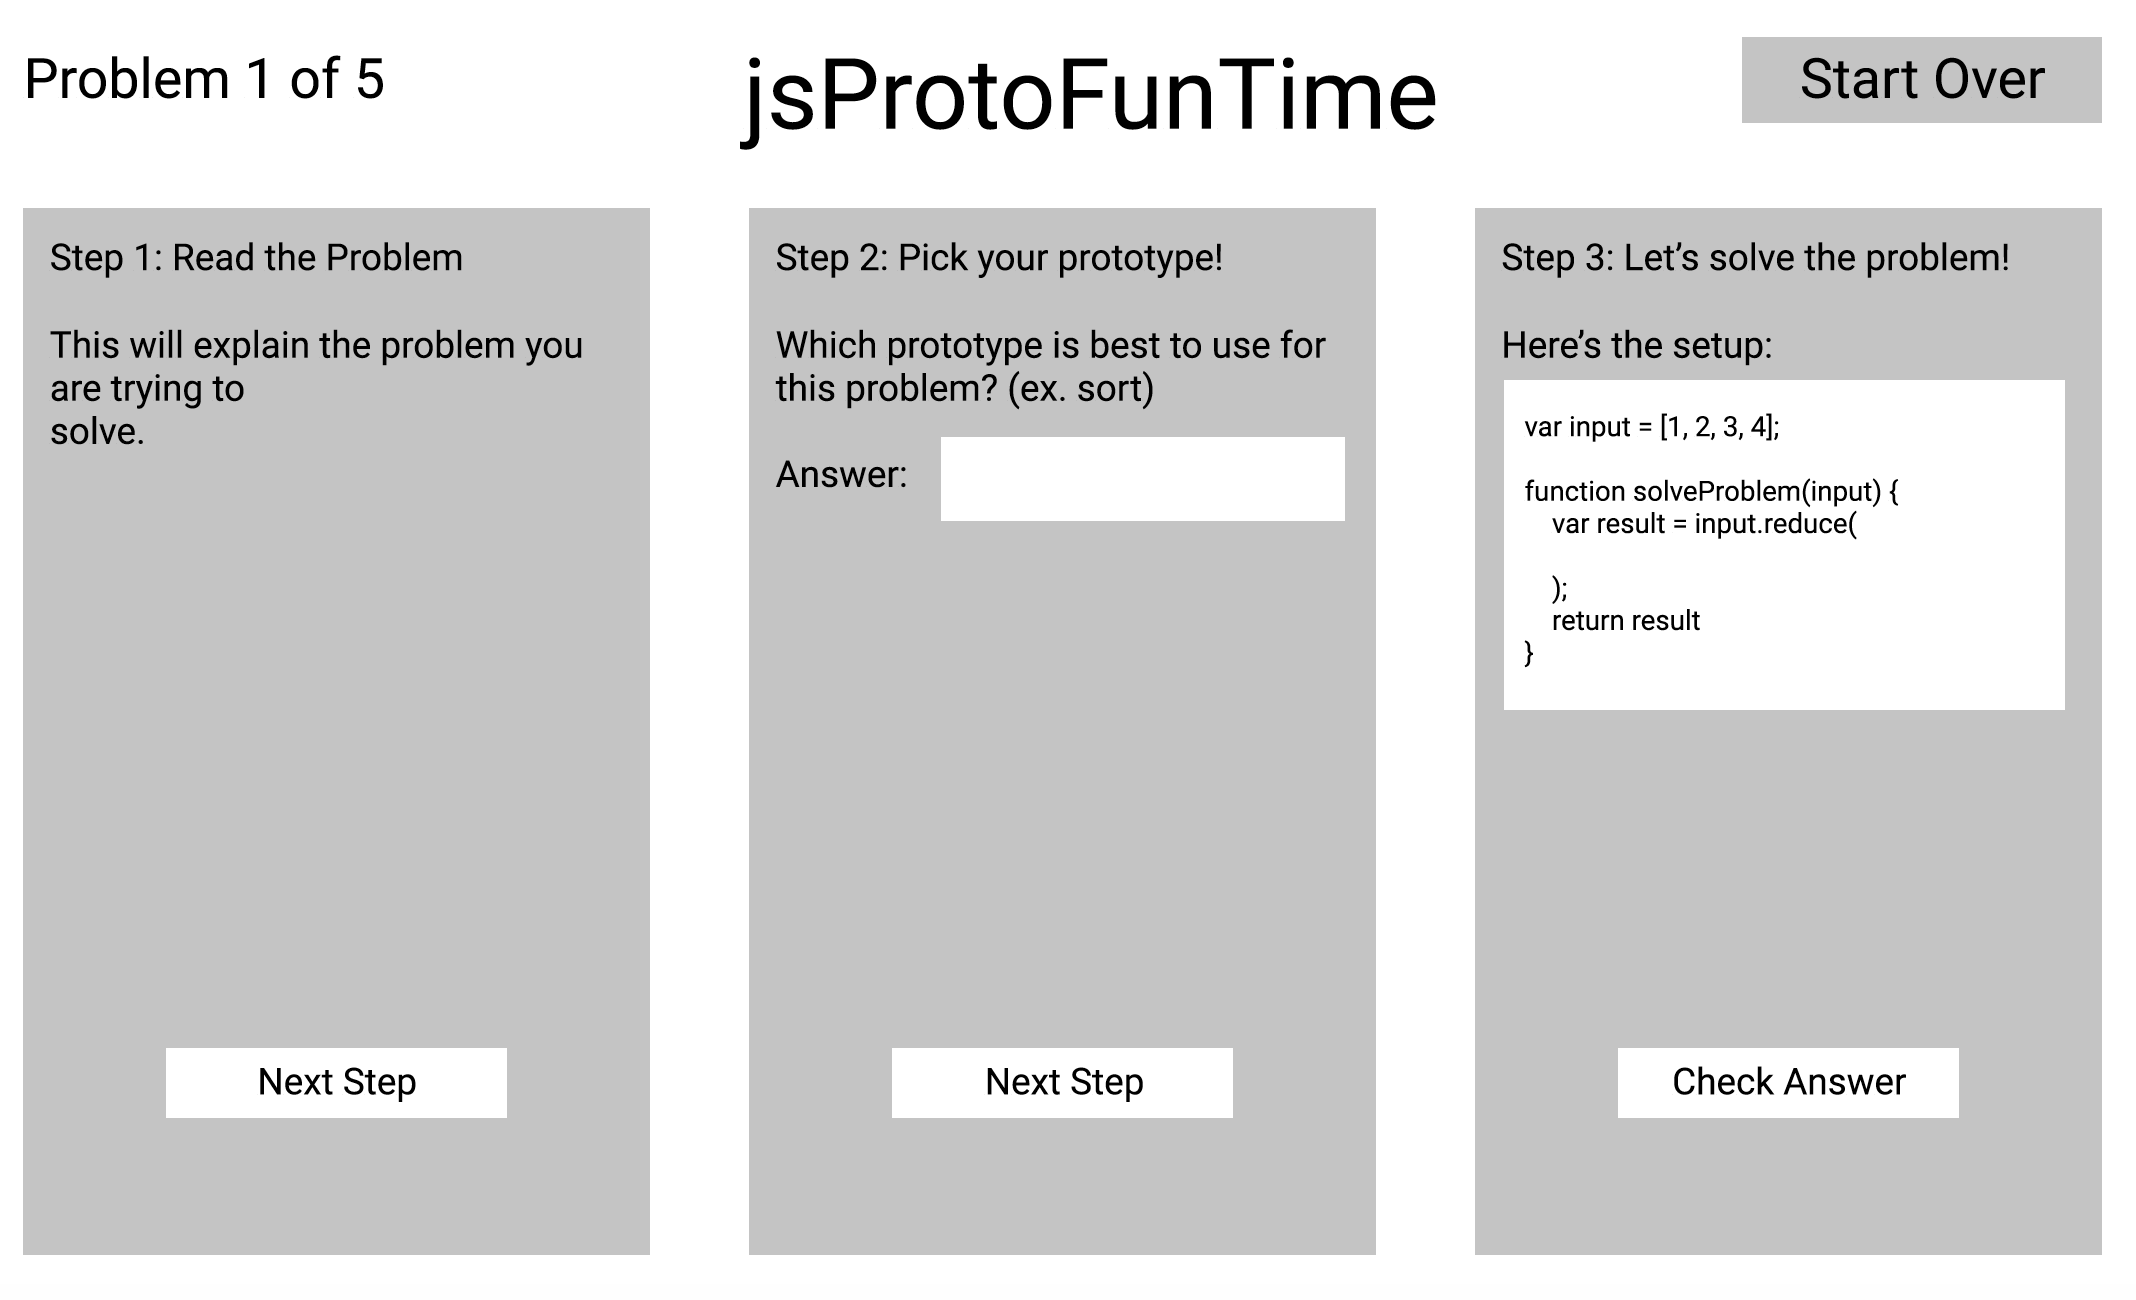 Problem 1 of 5
jsProtoFunTime
Start Over
Step 1: Read the Problem
This will explain the problem you
are trying to
solve.
Next Step
Step 2: Pick your prototype!
Which prototype is best to use for
this problem? (ex. sort)
Answer:
Next Step
Step 3: Let’s solve the problem!
Here’s the setup:
var input = [1, 2, 3, 4];
function solveProblem(input) {
    var result = input.reduce(
    );
    return result
}
Check Answer